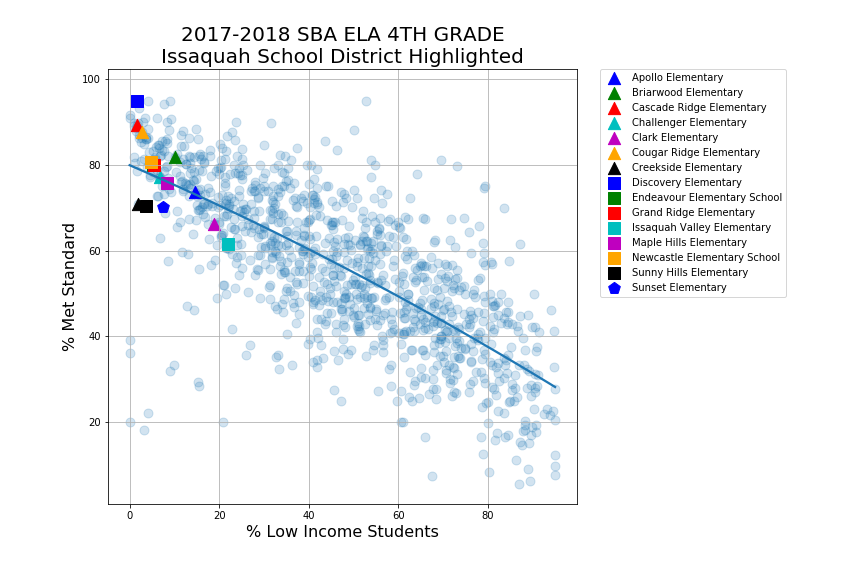 2017-2018 SBA ELA 4TH GRADE
Issaquah School District Highlighted
100
80
60
40
20
% Met Standard
0
20
40
60
80
% Low Income Students
Apollo Elementary
Briarwood Elementary
Cascade Ridge Elementary
Challenger Elementary
Clark Elementary
Cougar Ridge Elementary
Creekside Elementary
Discovery Elementary
Endeavour Elementary School
Grand Ridge Elementary
Issaquah Valley Elementary
Maple Hills Elementary
Newcastle Elementary School
Sunny Hills Elementary
Sunset Elementary